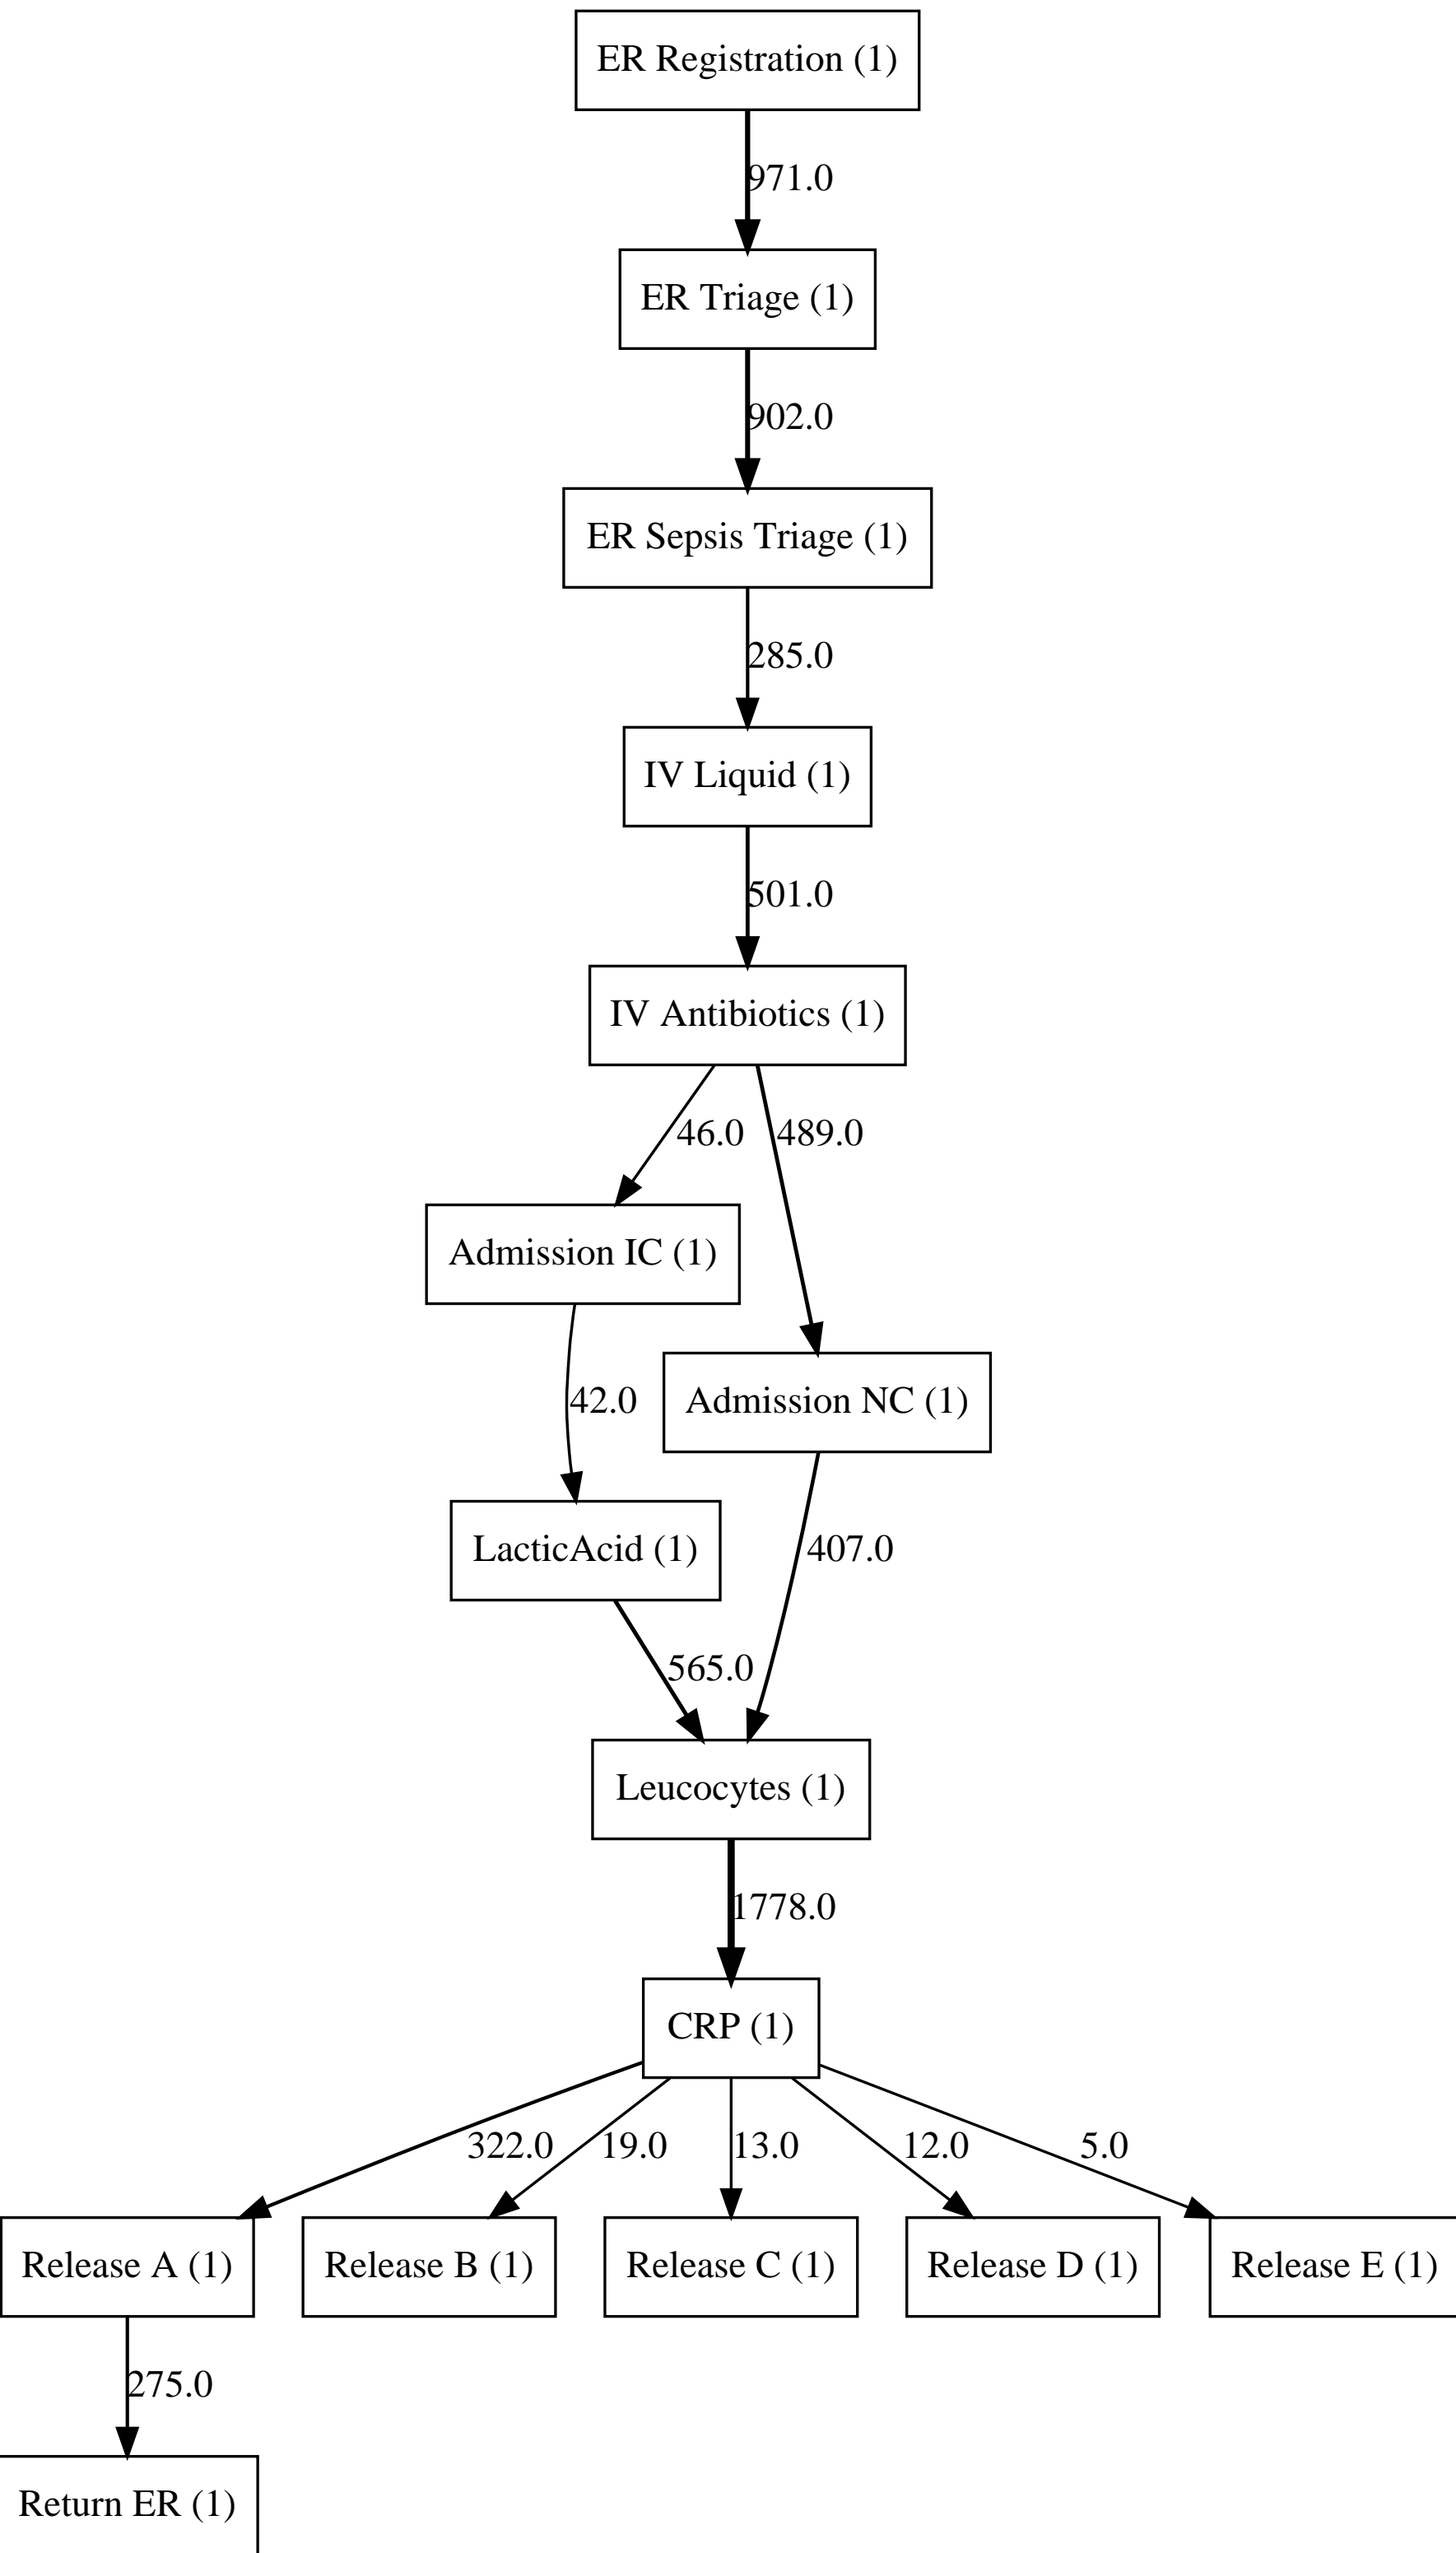 ER Registration (1)
971.0
ER Triage (1)
902.0
ER Sepsis Triage (1)
285.0
IV Liquid (1)
501.0
IV Antibiotics (1)
46.0
489.0
Admission IC (1)
Admission NC (1)
42.0
LacticAcid (1)
407.0
565.0
Leucocytes (1)
1778.0
CRP (1)
322.0
19.0
13.0
12.0
5.0
Release A (1)
Release B (1)
Release C (1)
Release D (1)
Release E (1)
275.0
Return ER (1)